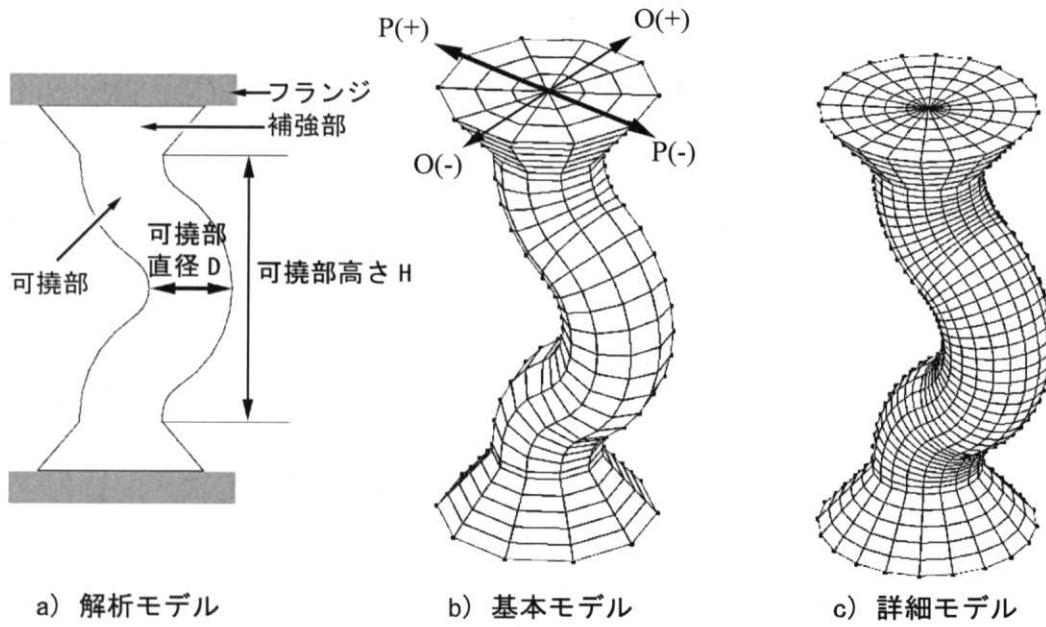 フランジ
補強部
可撓部
可撓部
直径 D
可撓部高さ H
a) 解析モデル
P(+)
O(+)
O(-)
P(-)
b) 基本モデル
c) 詳細モデル